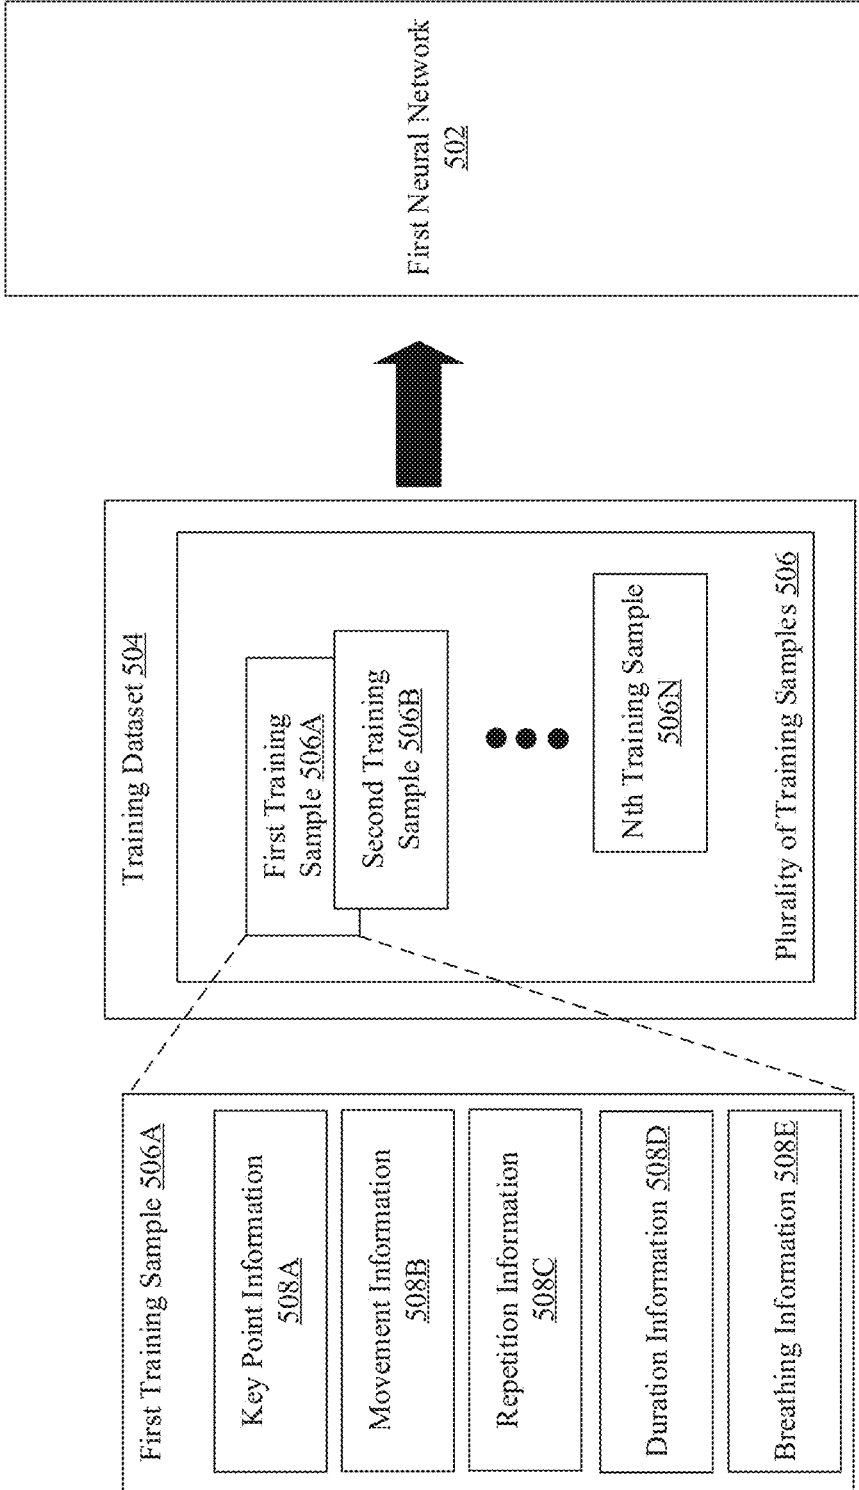 First Training Sample 506A
Key Point Information
508A
Movement Information
508B
Repetition Information
508C
Duration Information 508D
Breathing Information 508E
Training Dataset 504
First Training
Sample 506A
Second Training
Sample 506B
Nth Training Sample
506N
Plurality of Training Samples 506
First Neural Network
502